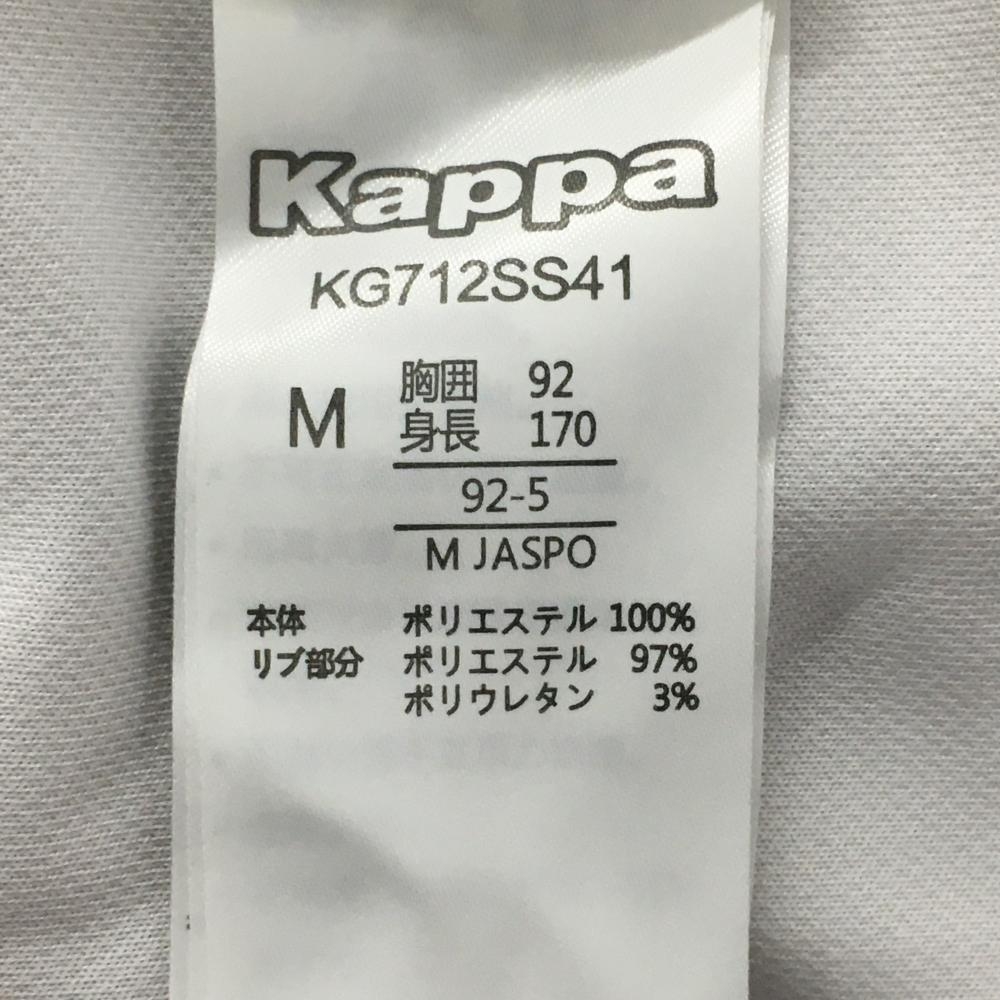 Kappa
KG712SS41
M
胸囲 92
身長 170
92-5
M JASPO
本体 ポリエステル 100%
リブ部分 ポリエステル 97%
ポリウレタン 3%